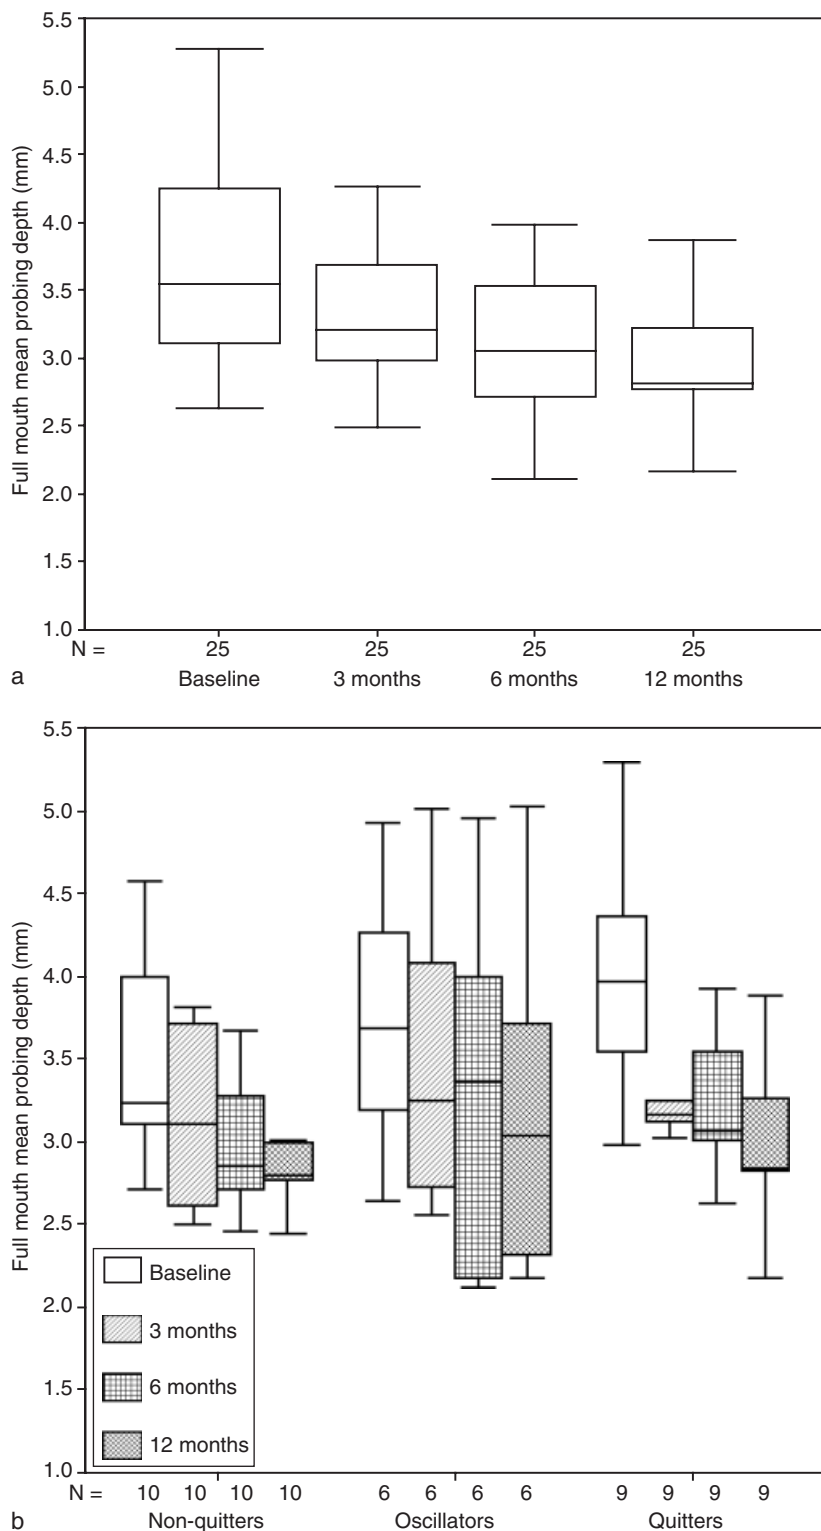 5.5
5.0
4.5
4.0
3.5
3.0
2.5
2.0
1.5
1.0
Full mouth mean probing depth (mm)
N = 25 25 25 25
Baseline 3 months 6 months 12 months
a
5.5
5.0
4.5
4.0
3.5
3.0
2.5
2.0
1.5
1.0
Full mouth mean probing depth (mm)
Baseline
3 months
6 months
12 months
N = 10 10 10 10 6 6 6 6 9 9 9 9
Non-quitters Oscillators Quitters
b